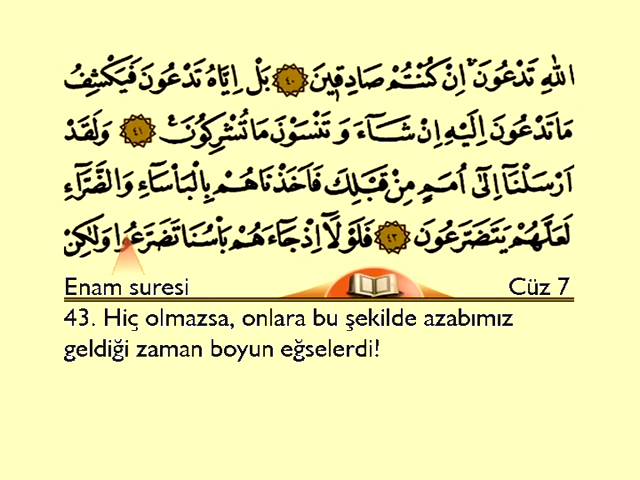 اللّٰهِ تَدْعُونَ اِنْ كُنْتُمْ صَادِقٖينَ ٤٠ بَلْ اِيَّاهُ تَدْعُونَ فَيَكْشِفُ
مَا تَدْعُونَ اِلَيْهِ اِنْ شَٓاءَ وَ تَنْسَوْنَ مَا تُشْرِكُونَ ٤١ وَلَقَدْ
اَرْسَلْنَٓا اِلٰٓى اُمَمٍ مِنْ قَبْلِكَ فَاَخَذْنَاهُمْ بِالْبَاْسَٓاءِ وَالضَّرَّٓاءِ
لَعَلَّهُمْ يَتَضَرَّعُونَ ٤٣ فَلَوْلَٓا اِذْ جَٓاءَهُمْ بَاْسُنَا تَضَرَّعُوا وَلٰكِنْ
Enam suresi Cüz 7
43. Hiç olmazsa, onlara bu şekilde azabımız
geldiği zaman boyun eğselerdi!